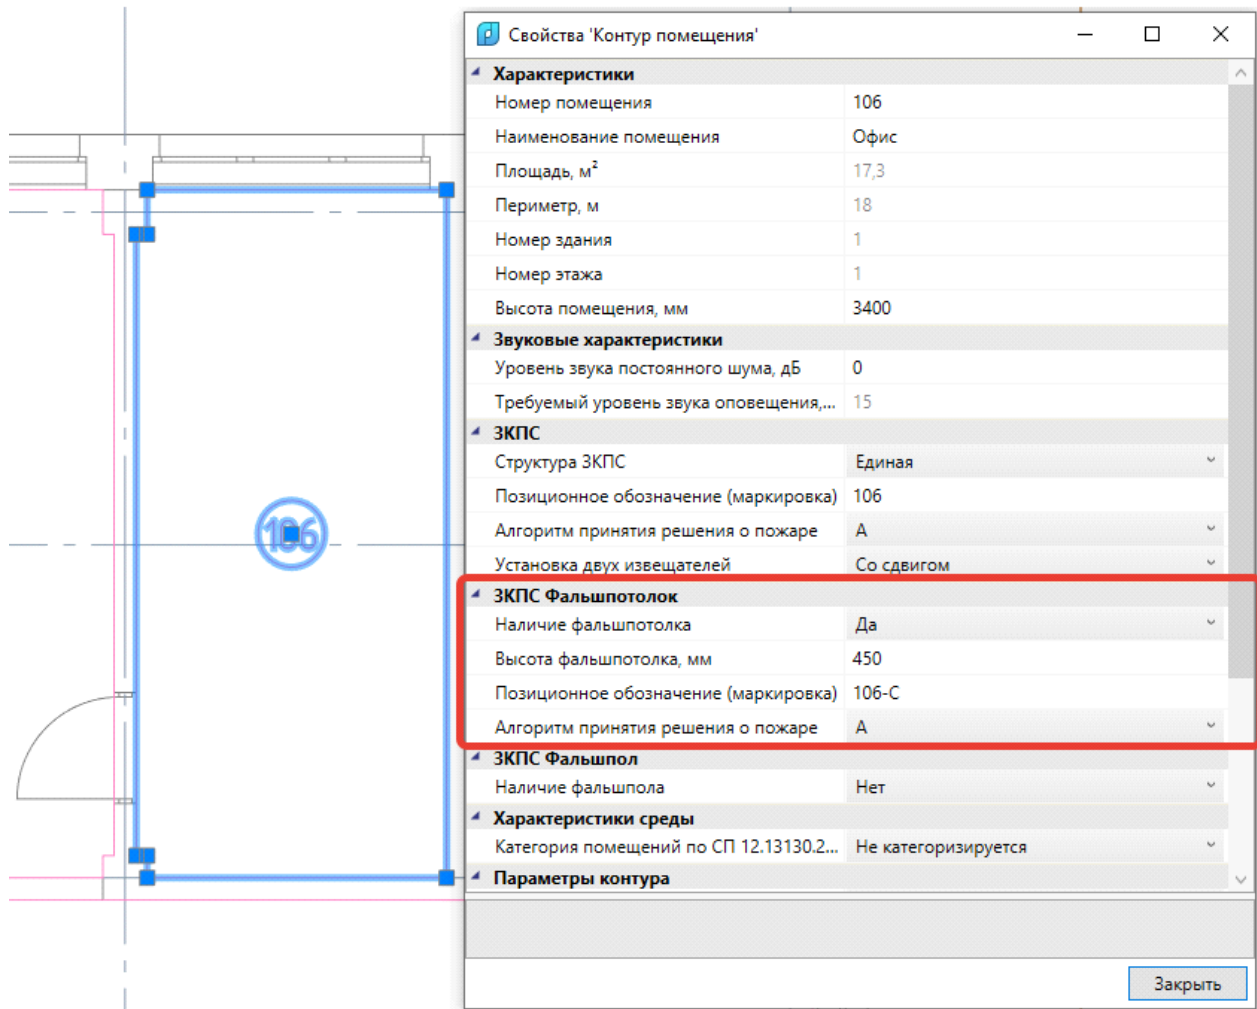 Свойства 'Контур помещения'
Характеристики
Номер помещения 106
Наименование помещения Офис
Площадь, м² 17,3
Периметр, м 18
Номер здания 1
Номер этажа 1
Высота помещения, мм 3400
Звуковые характеристики
Уровень звука постоянного шума, дБ 0
Требуемый уровень звука оповещения,... 15
ЗКПС
Структура ЗКПС Единая
Позиционное обозначение (маркировка) 106
Алгоритм принятия решения о пожаре А
Установка двух извещателей Со сдвигом
ЗКПС Фальшпотолок
Наличие фальшпотолка Да
Высота фальшпотолка, мм 450
Позиционное обозначение (маркировка) 106-С
Алгоритм принятия решения о пожаре А
ЗКПС Фальшпол
Наличие фальшпола Нет
Характеристики среды
Категория помещений по СП 12.13130.2... Не категоризируется
Параметры контура
Закрыть
106